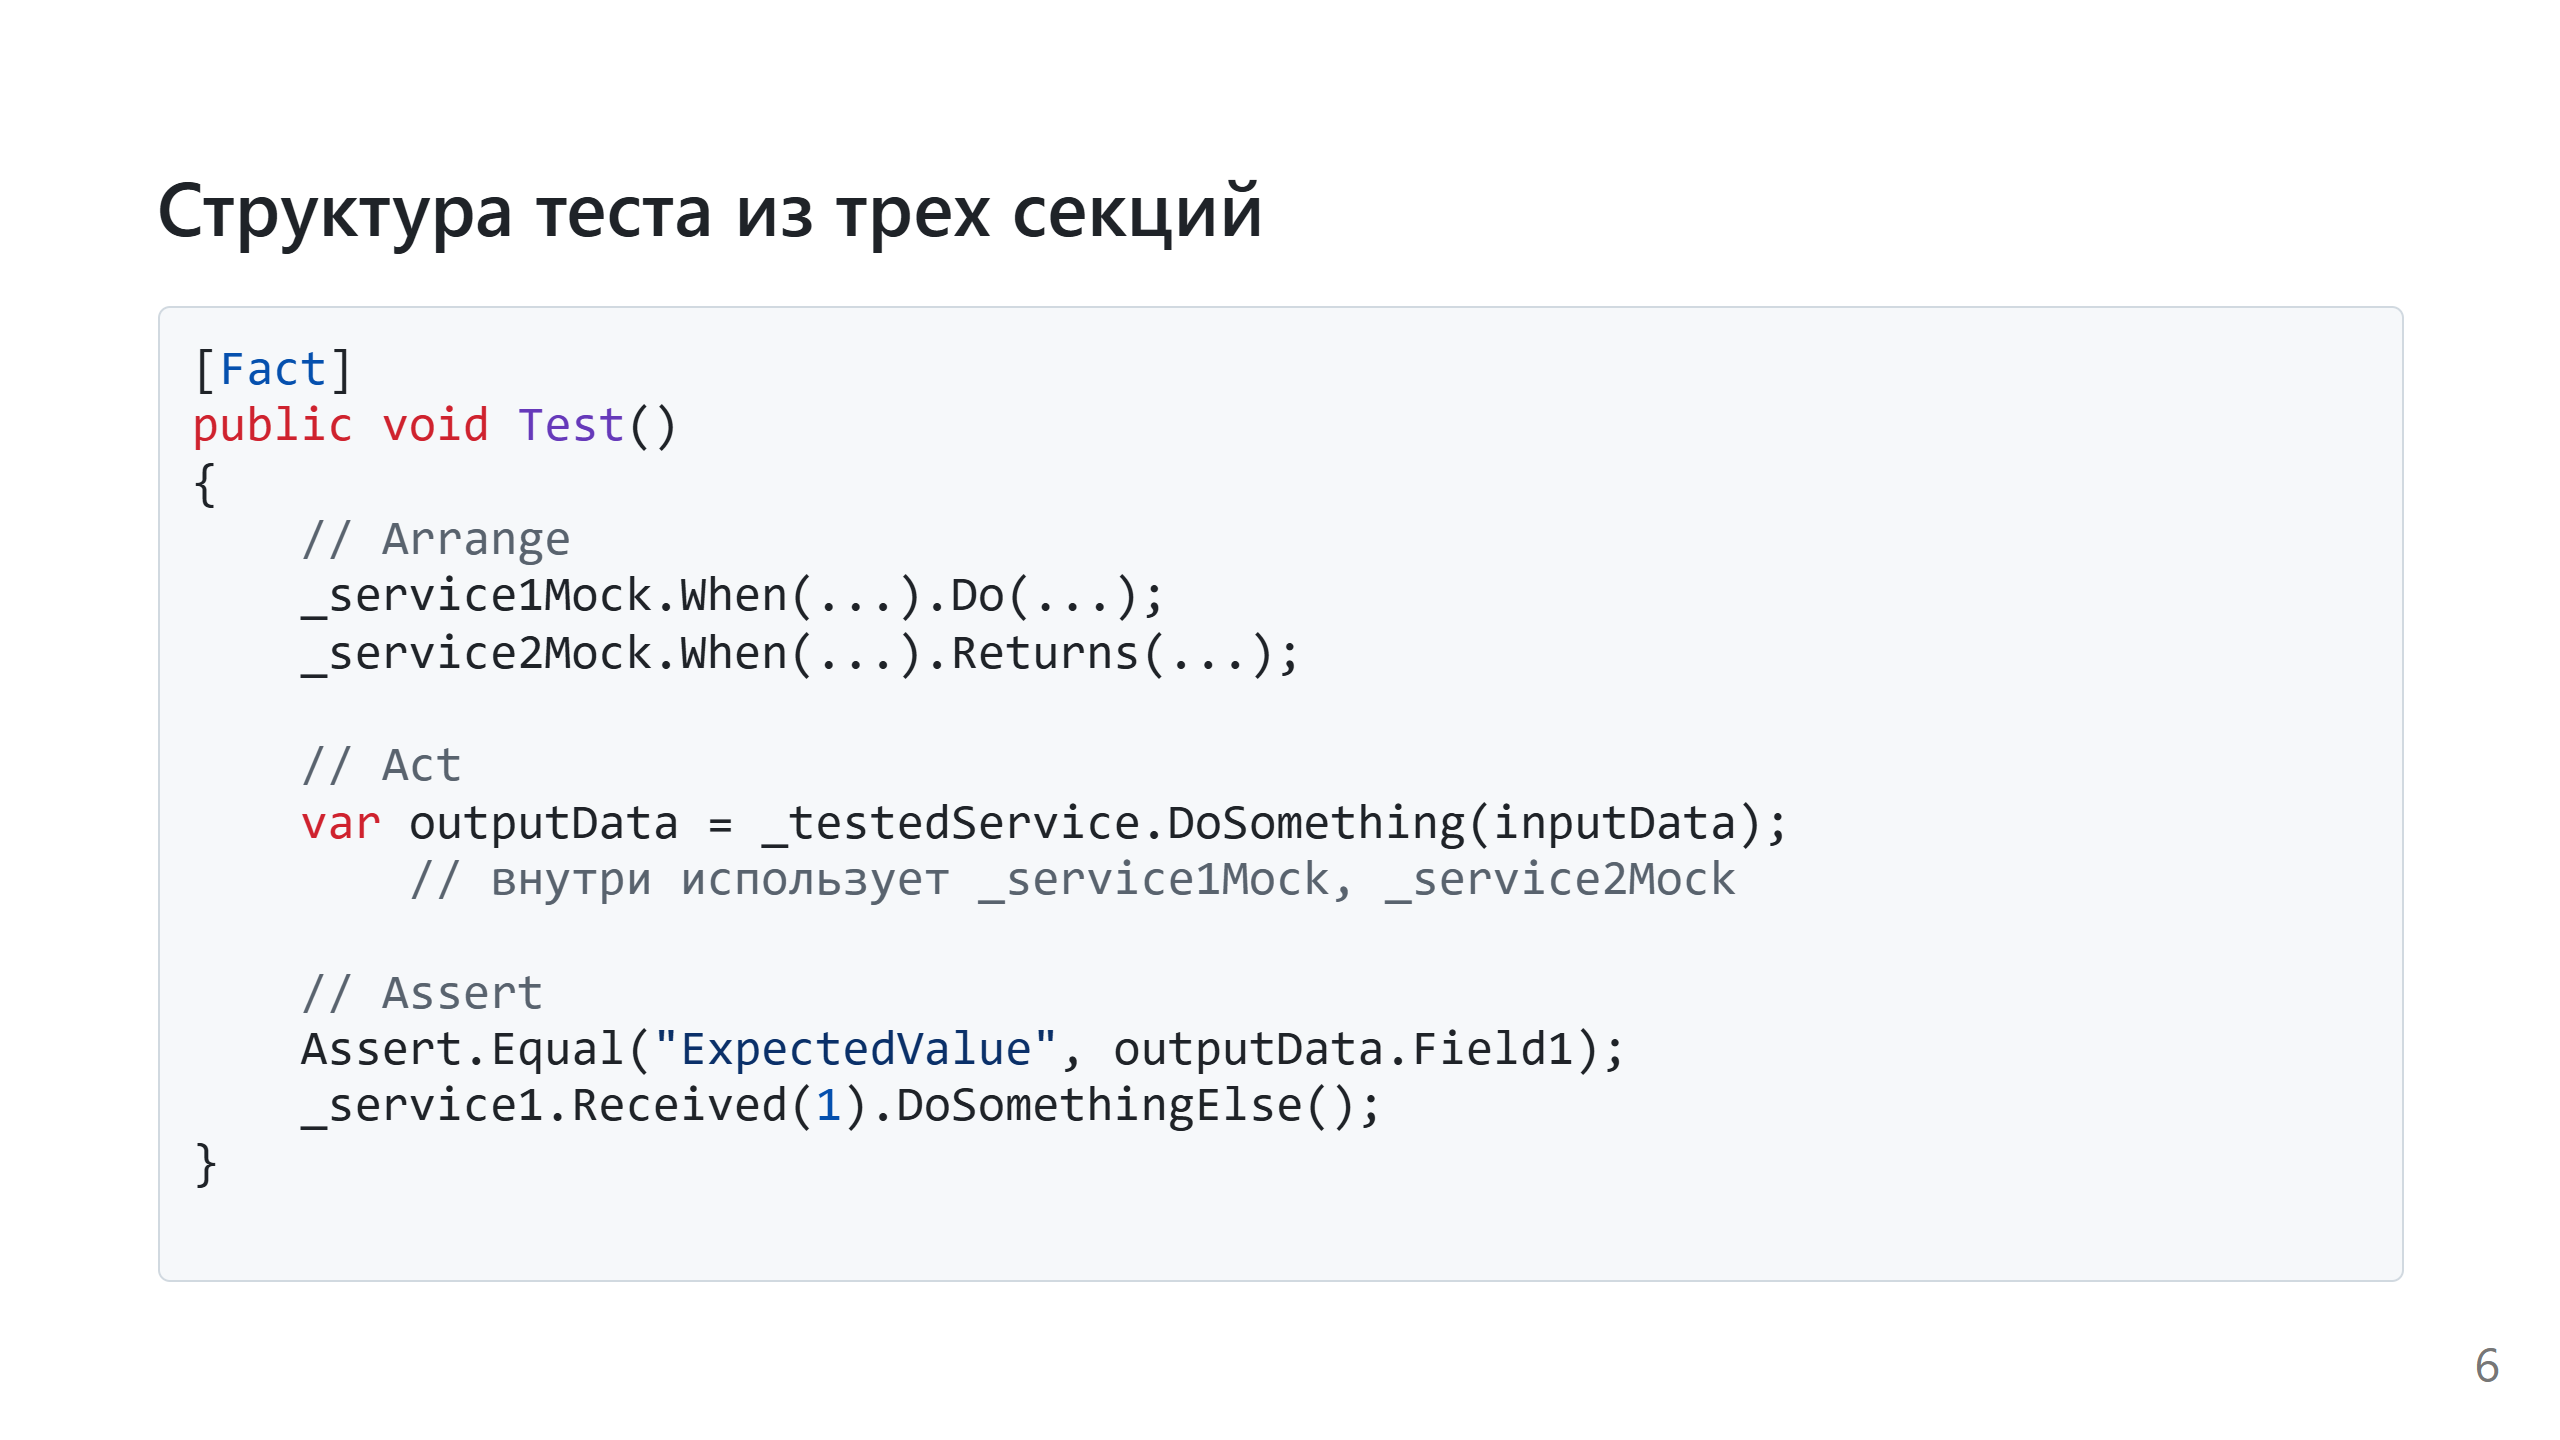 Структура теста из трех секций
[Fact]
public void Test()
{
    // Arrange
    _service1Mock.When(...).Do(...);
    _service2Mock.When(...).Returns(...);

    // Act
    var outputData = _testedService.DoSomething(inputData);
        // внутри использует _service1Mock, _service2Mock

    // Assert
    Assert.Equal("ExpectedValue", outputData.Field1);
    _service1.Received(1).DoSomethingElse();
}
6